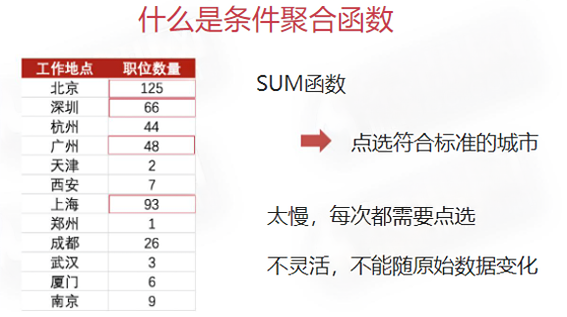 什么是条件聚合函数
工作地点 职位数量
北京 125
深圳 66
杭州 44
广州 48
天津 2
西安 7
上海 93
郑州 1
成都 26
武汉 3
厦门 6
南京 9
SUM函数
点选符合标准的城市
太慢，每次都需要点选
不灵活，不能随原始数据变化